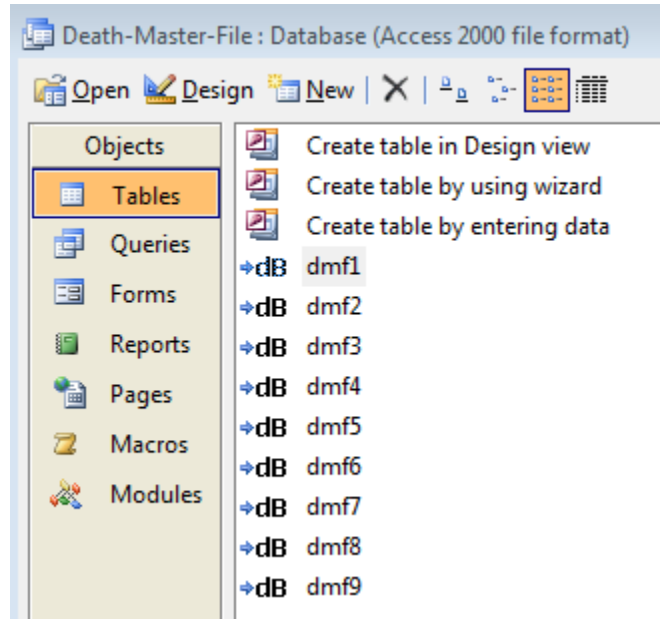 Death-Master-File : Database (Access 2000 file format)
Open Design New
Objects
Tables
Queries
Forms
Reports
Pages
Macros
Modules
Create table in Design view
Create table by using wizard
Create table by entering data
dB dmf1
dB dmf2
dB dmf3
dB dmf4
dB dmf5
dB dmf6
dB dmf7
dB dmf8
dB dmf9